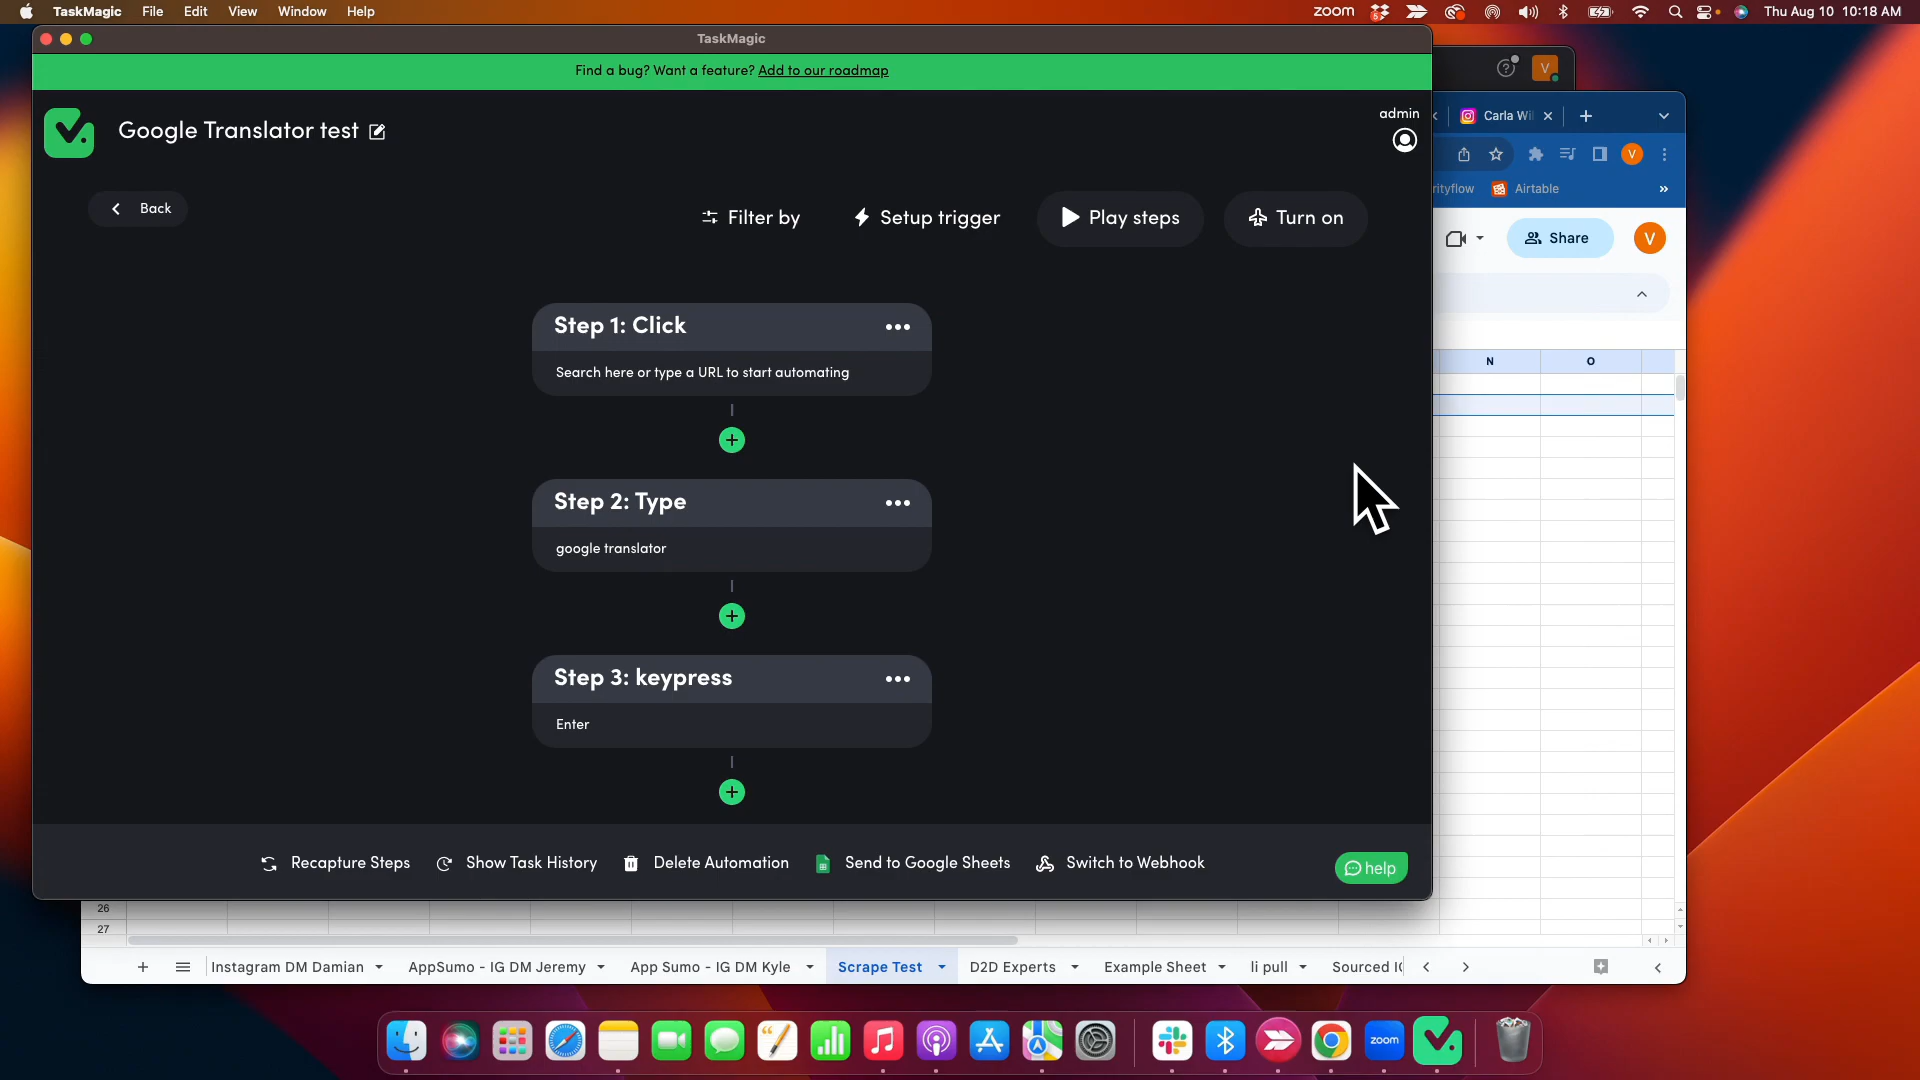 TaskMagic File Edit View Window Help
zoom Thu Aug 10 10:18 AM
TaskMagic
Find a bug? Want a feature? Add to our roadmap
V
Google Translator test
admin
Carla Wil
rityflow Airtable
Back
Filter by
Setup trigger
Play steps
Turn on
Share
V
V
N O
Step 1: Click
Search here or type a URL to start automating
Step 2: Type
google translator
Step 3: keypress
Enter
Recapture Steps
Show Task History
Delete Automation
Send to Google Sheets
Switch to Webhook
help
26
27
Instagram DM Damian
AppSumo - IG DM Jeremy
App Sumo - IG DM Kyle
Scrape Test
D2D Experts
Example Sheet
li pull
Sourced IG
zoom